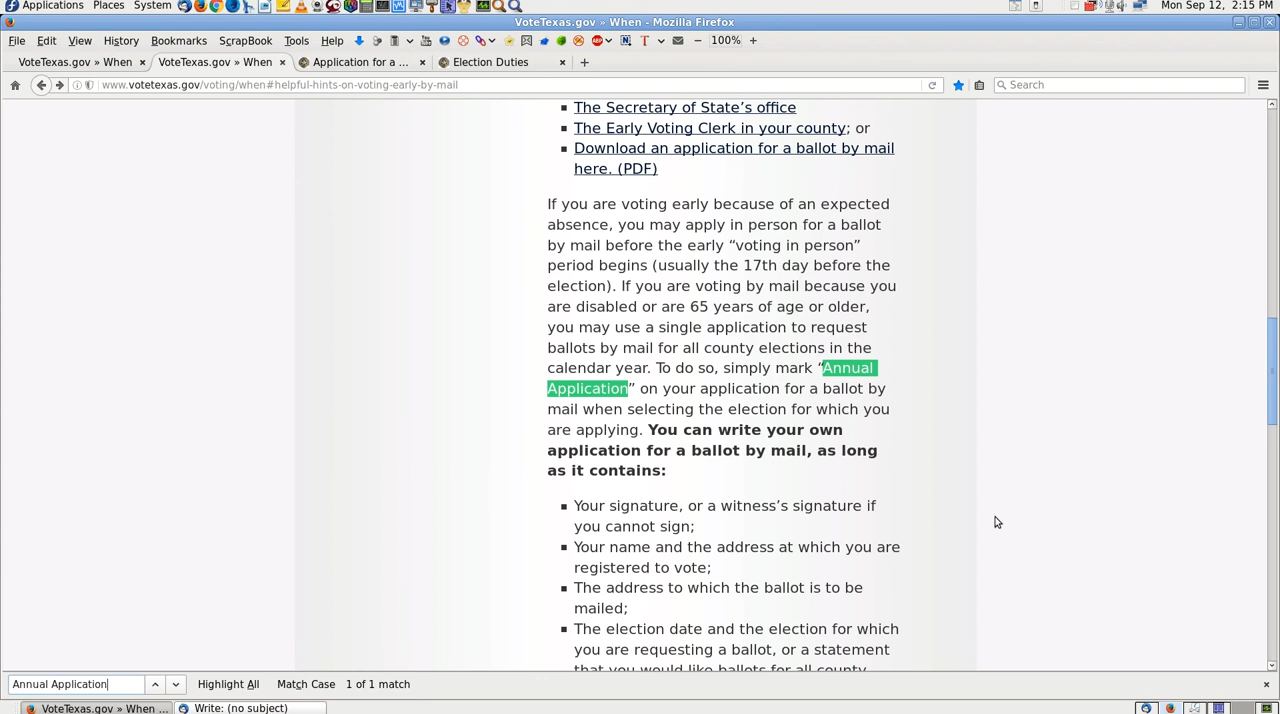 Applications Places System Mon Sep 12, 2:15 PM
VoteTexas.gov » When - Mozilla Firefox
File Edit View History Bookmarks ScrapBook Tools Help 100%
VoteTexas.gov » When VoteTexas.gov » When Application for a ... Election Duties
www.votetexas.gov/voting/when#helpful-hints-on-voting-early-by-mail Search
The Secretary of State’s office
The Early Voting Clerk in your county; or
Download an application for a ballot by mail
here. (PDF)
If you are voting early because of an expected
absence, you may apply in person for a ballot
by mail before the early “voting in person”
period begins (usually the 17th day before the
election). If you are voting by mail because you
are disabled or are 65 years of age or older,
you may use a single application to request
ballots by mail for all county elections in the
calendar year. To do so, simply mark “Annual
Application” on your application for a ballot by
mail when selecting the election for which you
are applying. You can write your own
application for a ballot by mail, as long
as it contains:
Your signature, or a witness’s signature if
you cannot sign;
Your name and the address at which you are
registered to vote;
The address to which the ballot is to be
mailed;
The election date and the election for which
you are requesting a ballot, or a statement
that you would like ballots for all county
Annual Application Highlight All Match Case 1 of 1 match
VoteTexas.gov » When ... Write: (no subject)